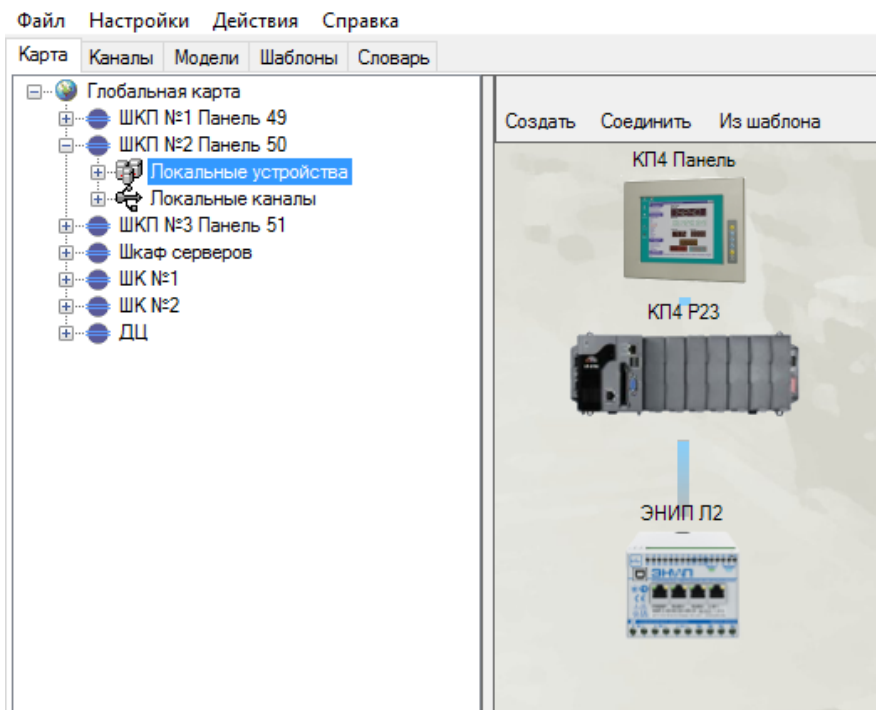 Файл Настройки Действия Справка
Карта Каналы Модели Шаблоны Словарь
Глобальная карта
ШКП №1 Панель 49
ШКП №2 Панель 50
Локальные устройства
Локальные каналы
ШКП №3 Панель 51
Шкаф серверов
ШК №1
ШК №2
ДЦ
Создать Соединить Из шаблона
КП4 Панель
КП4 Р23
ЭНИП Л2
ЭНИП